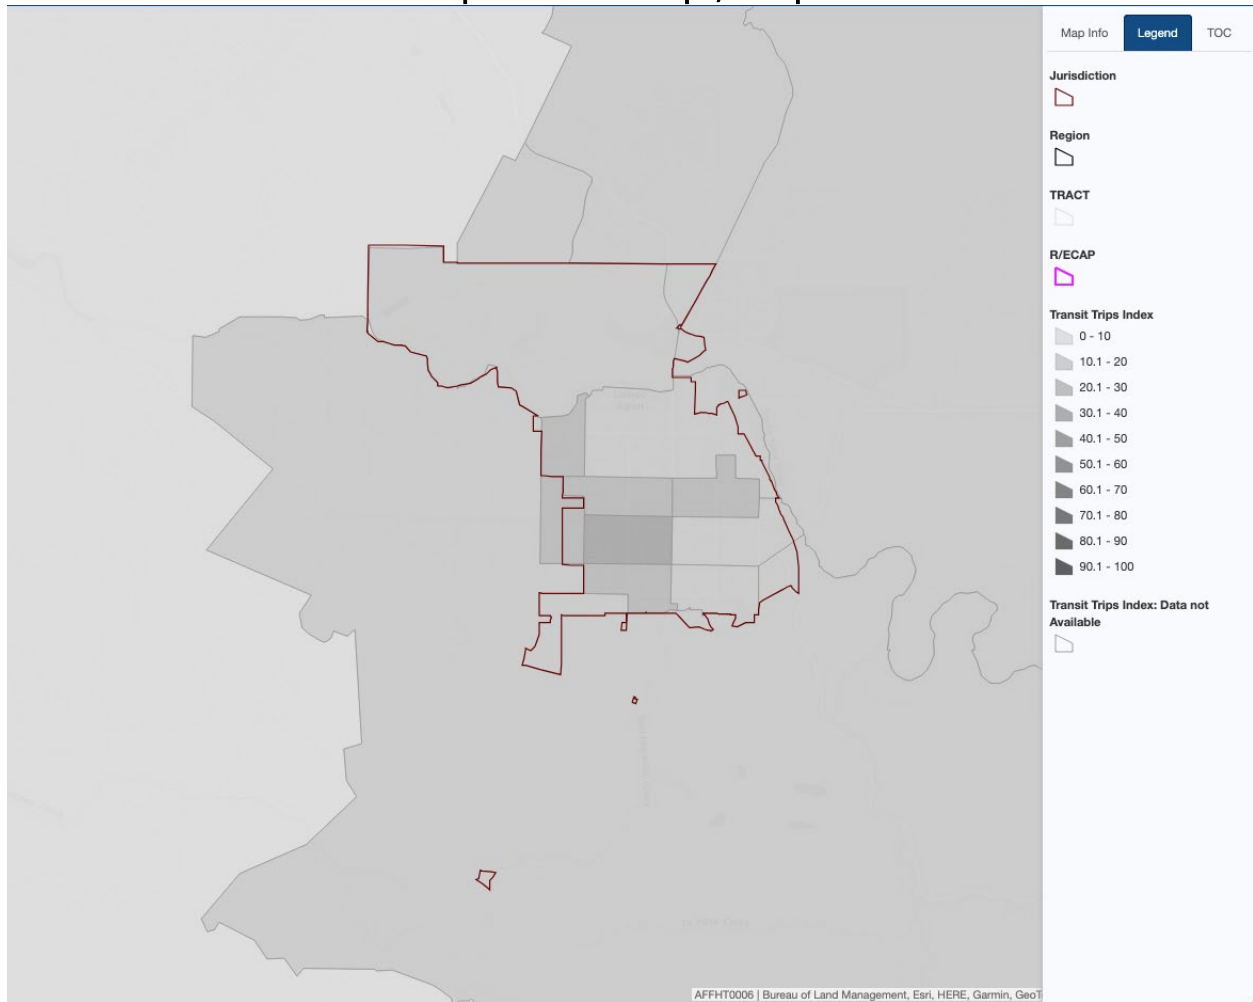 Map Info Legend TOC
Jurisdiction
Region
TRACT
R/ECAP
Transit Trips Index
0 - 10
10.1 - 20
20.1 - 30
30.1 - 40
40.1 - 50
50.1 - 60
60.1 - 70
70.1 - 80
80.1 - 90
90.1 - 100
Transit Trips Index: Data not
Available
AFFHT0006 | Bureau of Land Management, Esri, HERE, Garmin, GeoT